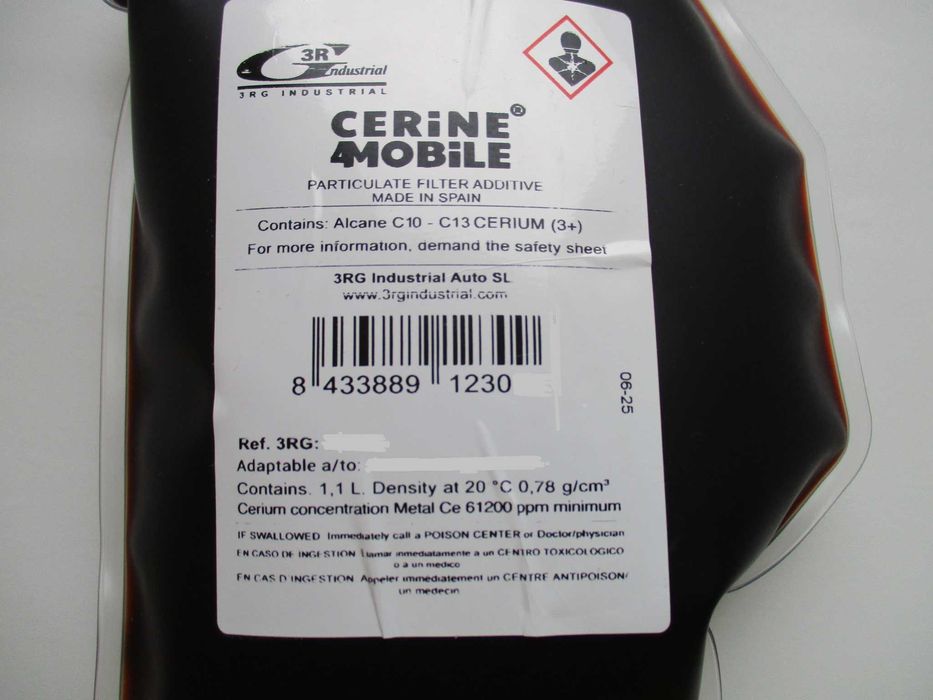 3R
Industrial
3RG INDUSTRIAL
CERiNE
4MOBiLE
PARTICULATE FILTER ADDITIVE
MADE IN SPAIN
Contains: Alcane C10 - C13 CERIUM (3+)
For more information, demand the safety sheet
3RG Industrial Auto SL
www.3rgindustrial.com
8 433889 1230
06-25
Ref. 3RG:
Adaptable a/to:
Contains. 1,1 L. Density at 20 °C 0,78 g/cm³
Cerium concentration Metal Ce 61200 ppm minimum
IF SWALLOWED Immediately call a POISON CENTER or Doctor/physician
EN CASO DE INGESTION Llamar inmediatamente a un CENTRO TOXICOLOGICO
o a un medico
EN CAS D INGESTION Appeler immediatement un CENTRE ANTIPOISON/
un medecin